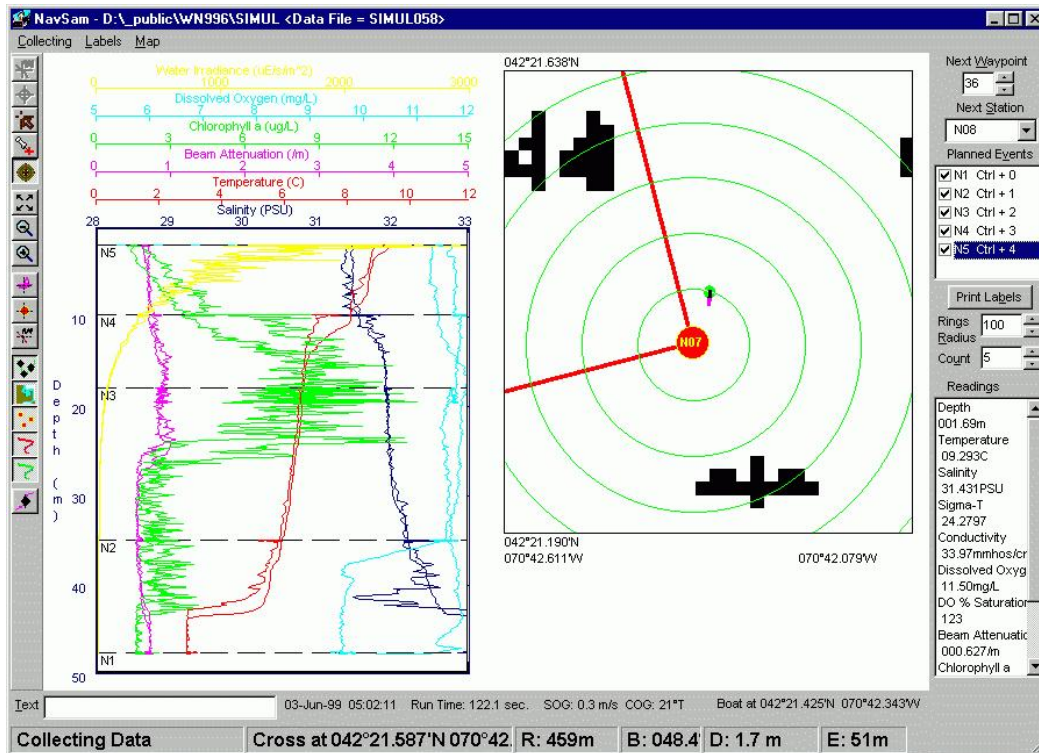 NavSam - D:\_public\WN996\SIMUL <Data File = SIMUL058>
Collecting Labels Map
Water Irradiance (uE/s/m^2)
0 1000 2000 3000
Dissolved Oxygen (mg/L)
5 6 7 8 9 10 11 12
Chlorophyll a (ug/L)
0 3 6 9 12 15
Beam Attenuation (/m)
0 1 2 3 4 5
Temperature (C)
0 2 4 6 8 10 12
Salinity (PSU)
28 29 30 31 32 33
N5
N4
N3
N2
N1
10
20
30
40
50
Depth (m)
042°21.638'N
N07
042°21.190'N
070°42.611'W 070°42.079'W
Next Waypoint
36
Next Station
N08
Planned Events
N1 Ctrl + 0
N2 Ctrl + 1
N3 Ctrl + 2
N4 Ctrl + 3
N5 Ctrl + 4
Print Labels
Rings Radius 100
Count 5
Readings
Depth
001.69m
Temperature
09.293C
Salinity
31.431PSU
Sigma-T
24.2797
Conductivity
33.97mmhos/cr
Dissolved Oxyg
11.50mg/L
DO % Saturation
123
Beam Attenuatic
000.627/m
Chlorophyll a
Text
03-Jun-99 05:02:11 Run Time: 122.1 sec. SOG: 0.3 m/s COG: 21°T Boat at 042°21.425'N 070°42.343'W
Collecting Data Cross at 042°21.587'N 070°42. R: 459m B: 048.4° D: 1.7 m E: 51m